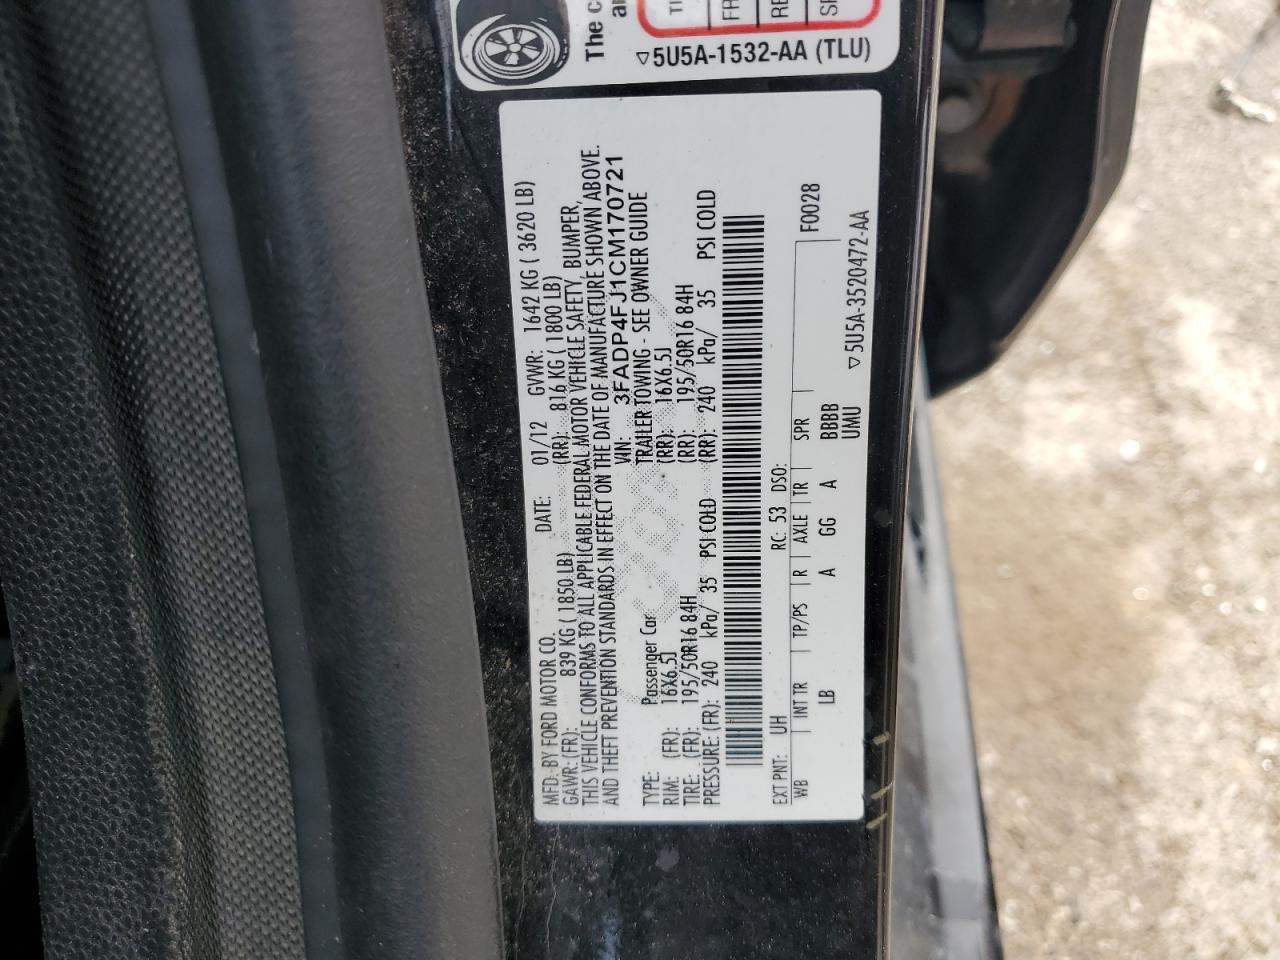 The c
TI
FR
RE
SP
▽5U5A-1532-AA (TLU)
MFD. BY FORD MOTOR CO. DATE: 01/12 GVWR: 1642 KG ( 3620 LB)
GAWR: (FR): 839 KG ( 1850 LB) (RR): 816 KG ( 1800 LB)
THIS VEHICLE CONFORMS TO ALL APPLICABLE FEDERAL MOTOR VEHICLE SAFETY, BUMPER,
AND THEFT PREVENTION STANDARDS IN EFFECT ON THE DATE OF MANUFACTURE SHOWN ABOVE.
VIN: 3FADP4FJ1CM170721
TYPE: Passenger Car TRAILER TOWING - SEE OWNER GUIDE
RIM: (FR): 16X6.5J (RR): 16X6.5J
TIRE: (FR): 195/50R16 84H (RR): 195/50R16 84H
PRESSURE: (FR): 240 kPa/ 35 PSI COLD (RR): 240 kPa/ 35 PSI COLD
EXT PNT: UH RC: 53 DSO:
WB INT TR TP/PS R AXLE TR SPR F0028
LB A GG A BBBB
UMU
▽5U5A-3520472-AA